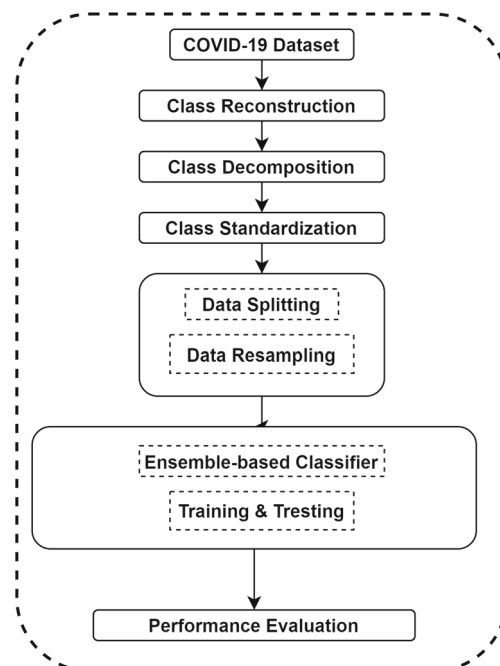 COVID-19 Dataset
Class Reconstruction
Class Decomposition
Class Standardization
Data Splitting
Data Resampling
Ensemble-based Classifier
Training & Tresting
Performance Evaluation